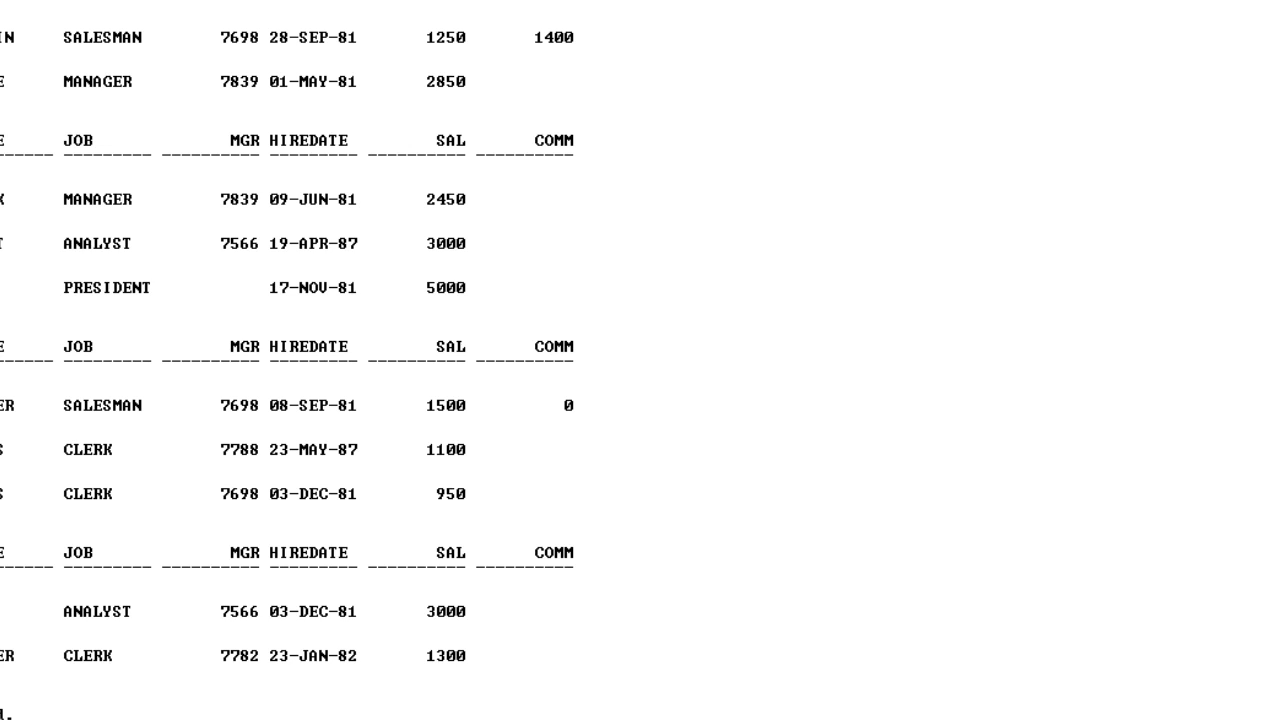 IN SALESMAN 7698 28-SEP-81 1250 1400
E MANAGER 7839 01-MAY-81 2850
E JOB MGR HIREDATE SAL COMM
------ --------- ---------- --------- ---------- ----------
K MANAGER 7839 09-JUN-81 2450
T ANALYST 7566 19-APR-87 3000
PRESIDENT 17-NOV-81 5000
E JOB MGR HIREDATE SAL COMM
------ --------- ---------- --------- ---------- ----------
ER SALESMAN 7698 08-SEP-81 1500 0
S CLERK 7788 23-MAY-87 1100
S CLERK 7698 03-DEC-81 950
E JOB MGR HIREDATE SAL COMM
------ --------- ---------- --------- ---------- ----------
ANALYST 7566 03-DEC-81 3000
ER CLERK 7782 23-JAN-82 1300
d.